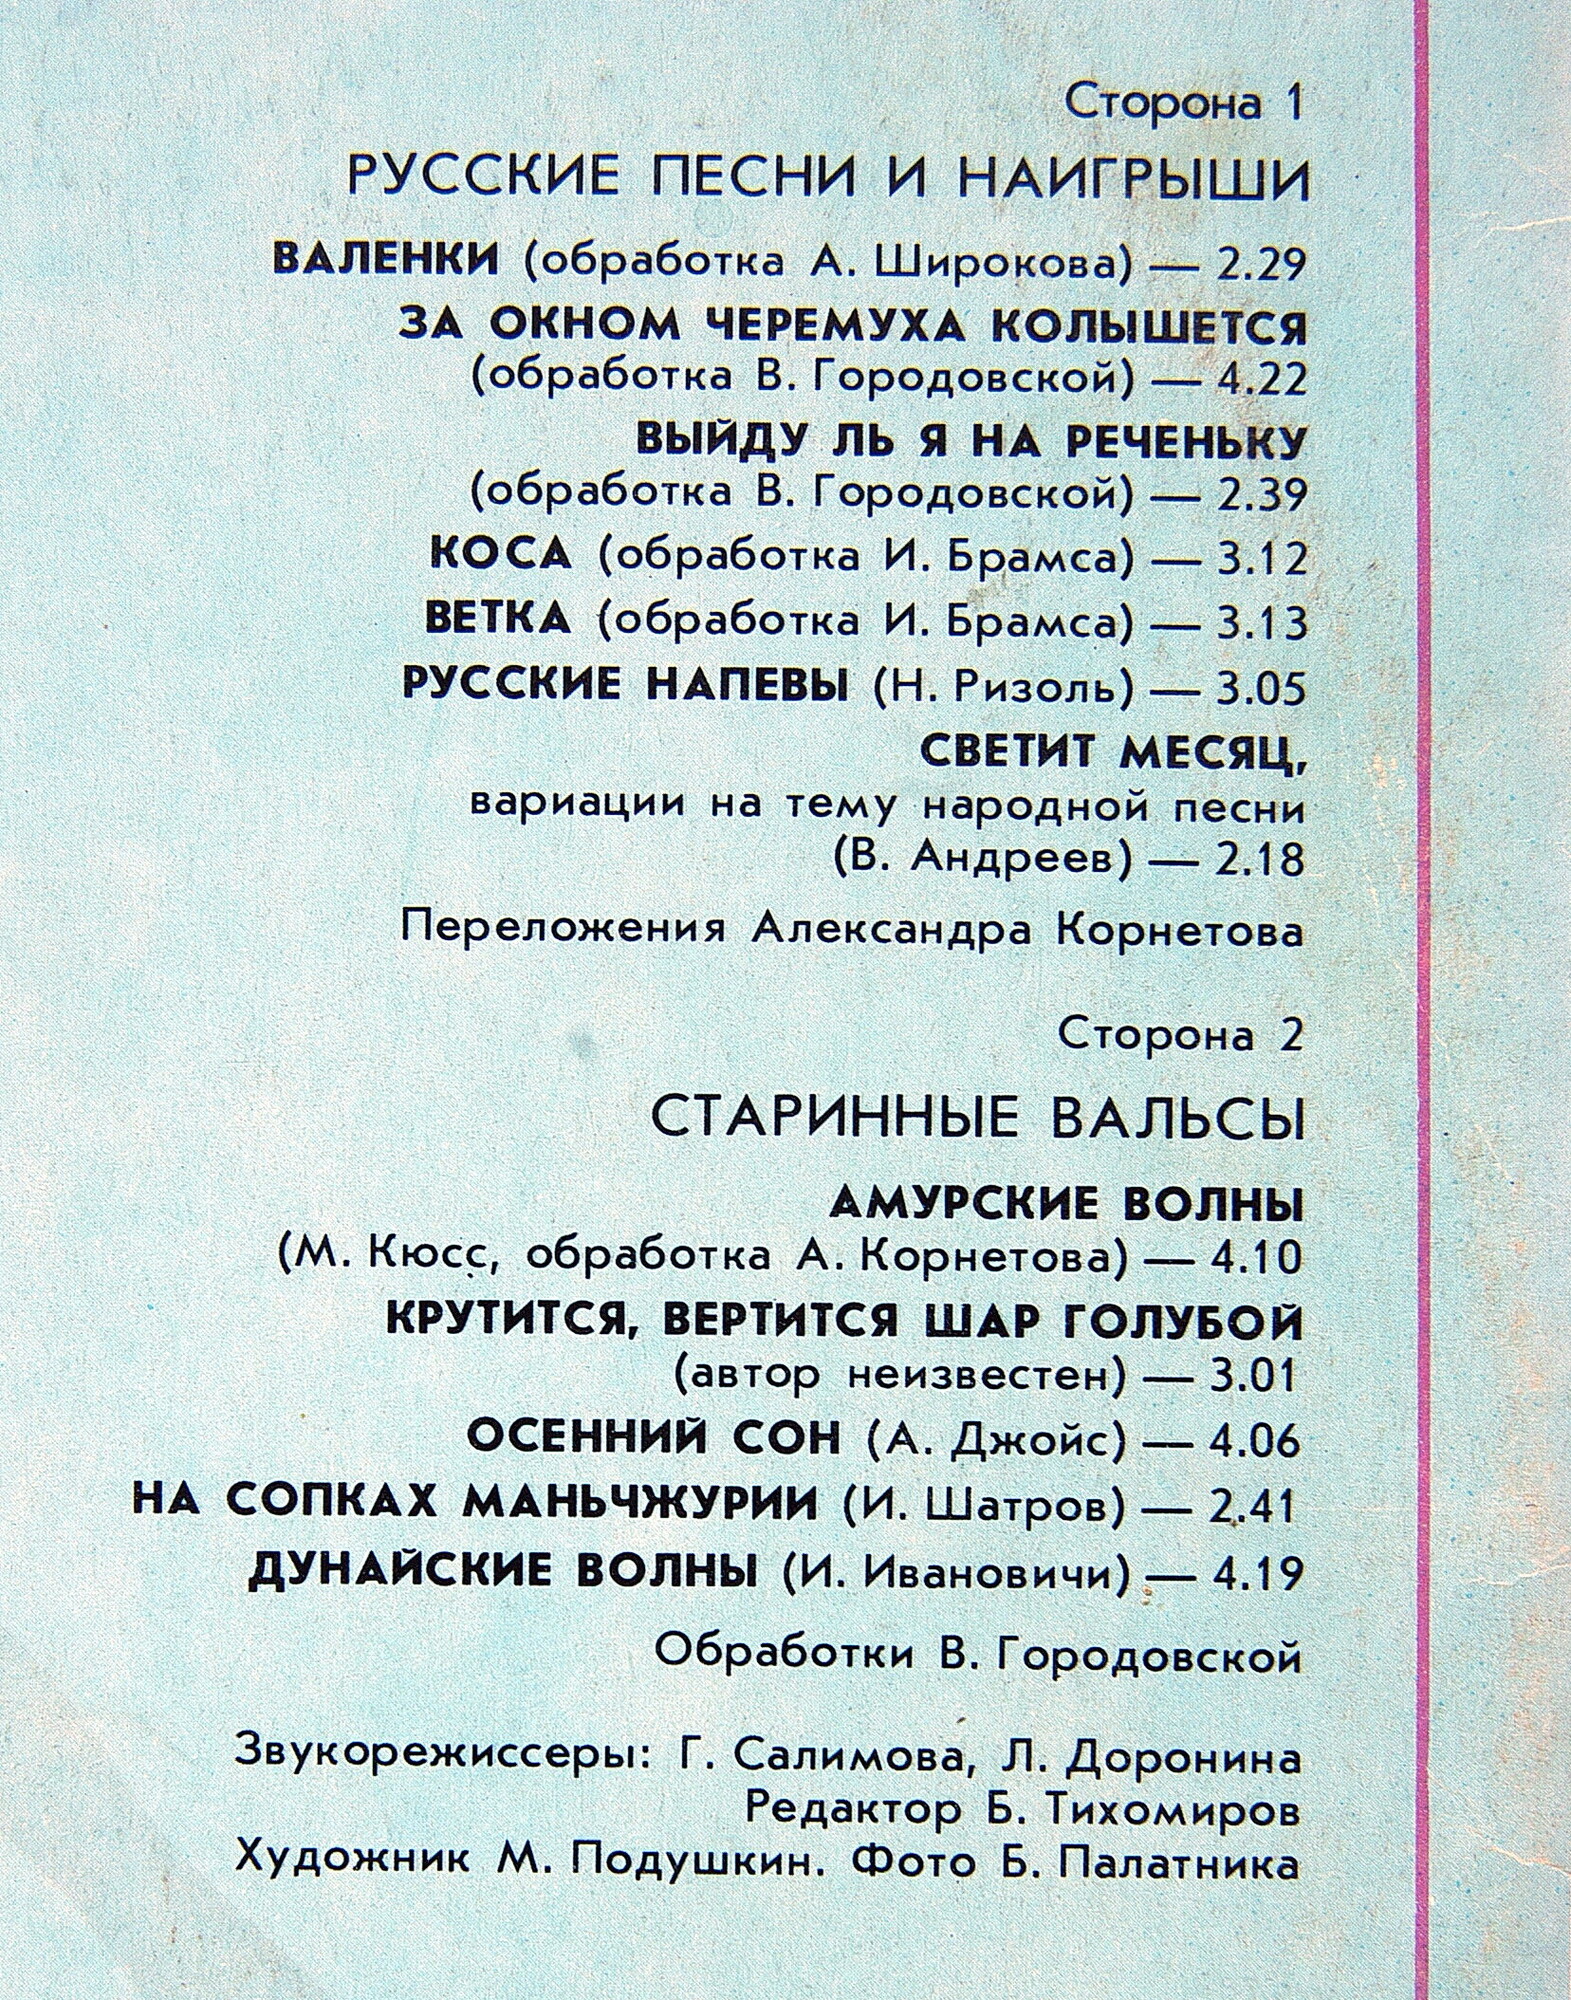 Сторона 1
РУССКИЕ ПЕСНИ И НАИГРЫШИ
ВАЛЕНКИ (обработка А. Широкова) — 2.29
ЗА ОКНОМ ЧЕРЕМУХА КОЛЫШЕТСЯ
(обработка В. Городовской) — 4.22
ВЫЙДУ ЛЬ Я НА РЕЧЕНЬКУ
(обработка В. Городовской) — 2.39
КОСА (обработка И. Брамса) — 3.12
ВЕТКА (обработка И. Брамса) — 3.13
РУССКИЕ НАПЕВЫ (Н. Ризоль) — 3.05
СВЕТИТ МЕСЯЦ,
вариации на тему народной песни
(В. Андреев) — 2.18
Переложения Александра Корнетова
Сторона 2
СТАРИННЫЕ ВАЛЬСЫ
АМУРСКИЕ ВОЛНЫ
(М. Кюсс, обработка А. Корнетова) — 4.10
КРУТИТСЯ, ВЕРТИТСЯ ШАР ГОЛУБОЙ
(автор неизвестен) — 3.01
ОСЕННИЙ СОН (А. Джойс) — 4.06
НА СОПКАХ МАНЬЧЖУРИИ (И. Шатров) — 2.41
ДУНАЙСКИЕ ВОЛНЫ (И. Ивановичи) — 4.19
Обработки В. Городовской
Звукорежиссеры: Г. Салимова, Л. Доронина
Редактор Б. Тихомиров
Художник М. Подушкин. Фото Б. Палатника